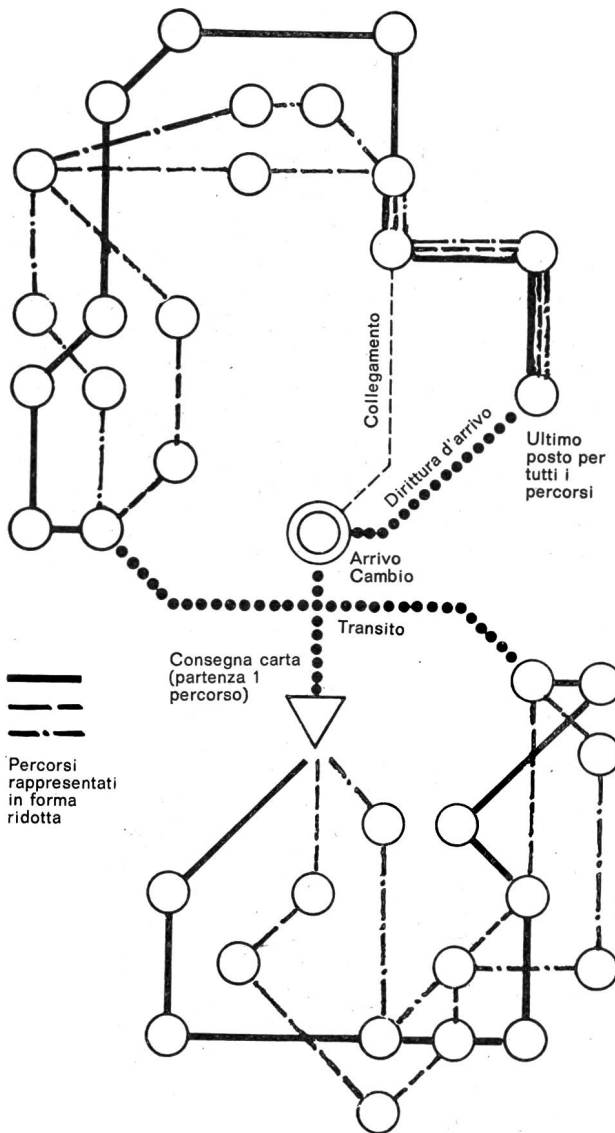 Collegamento
Dirittura d'arrivo
Ultimo
posto per
tutti i
percorsi
Arrivo
Cambio
Transito
Consegna carta
(partenza 1
percorso)
Percorsi
rappresentati
in forma
ridotta